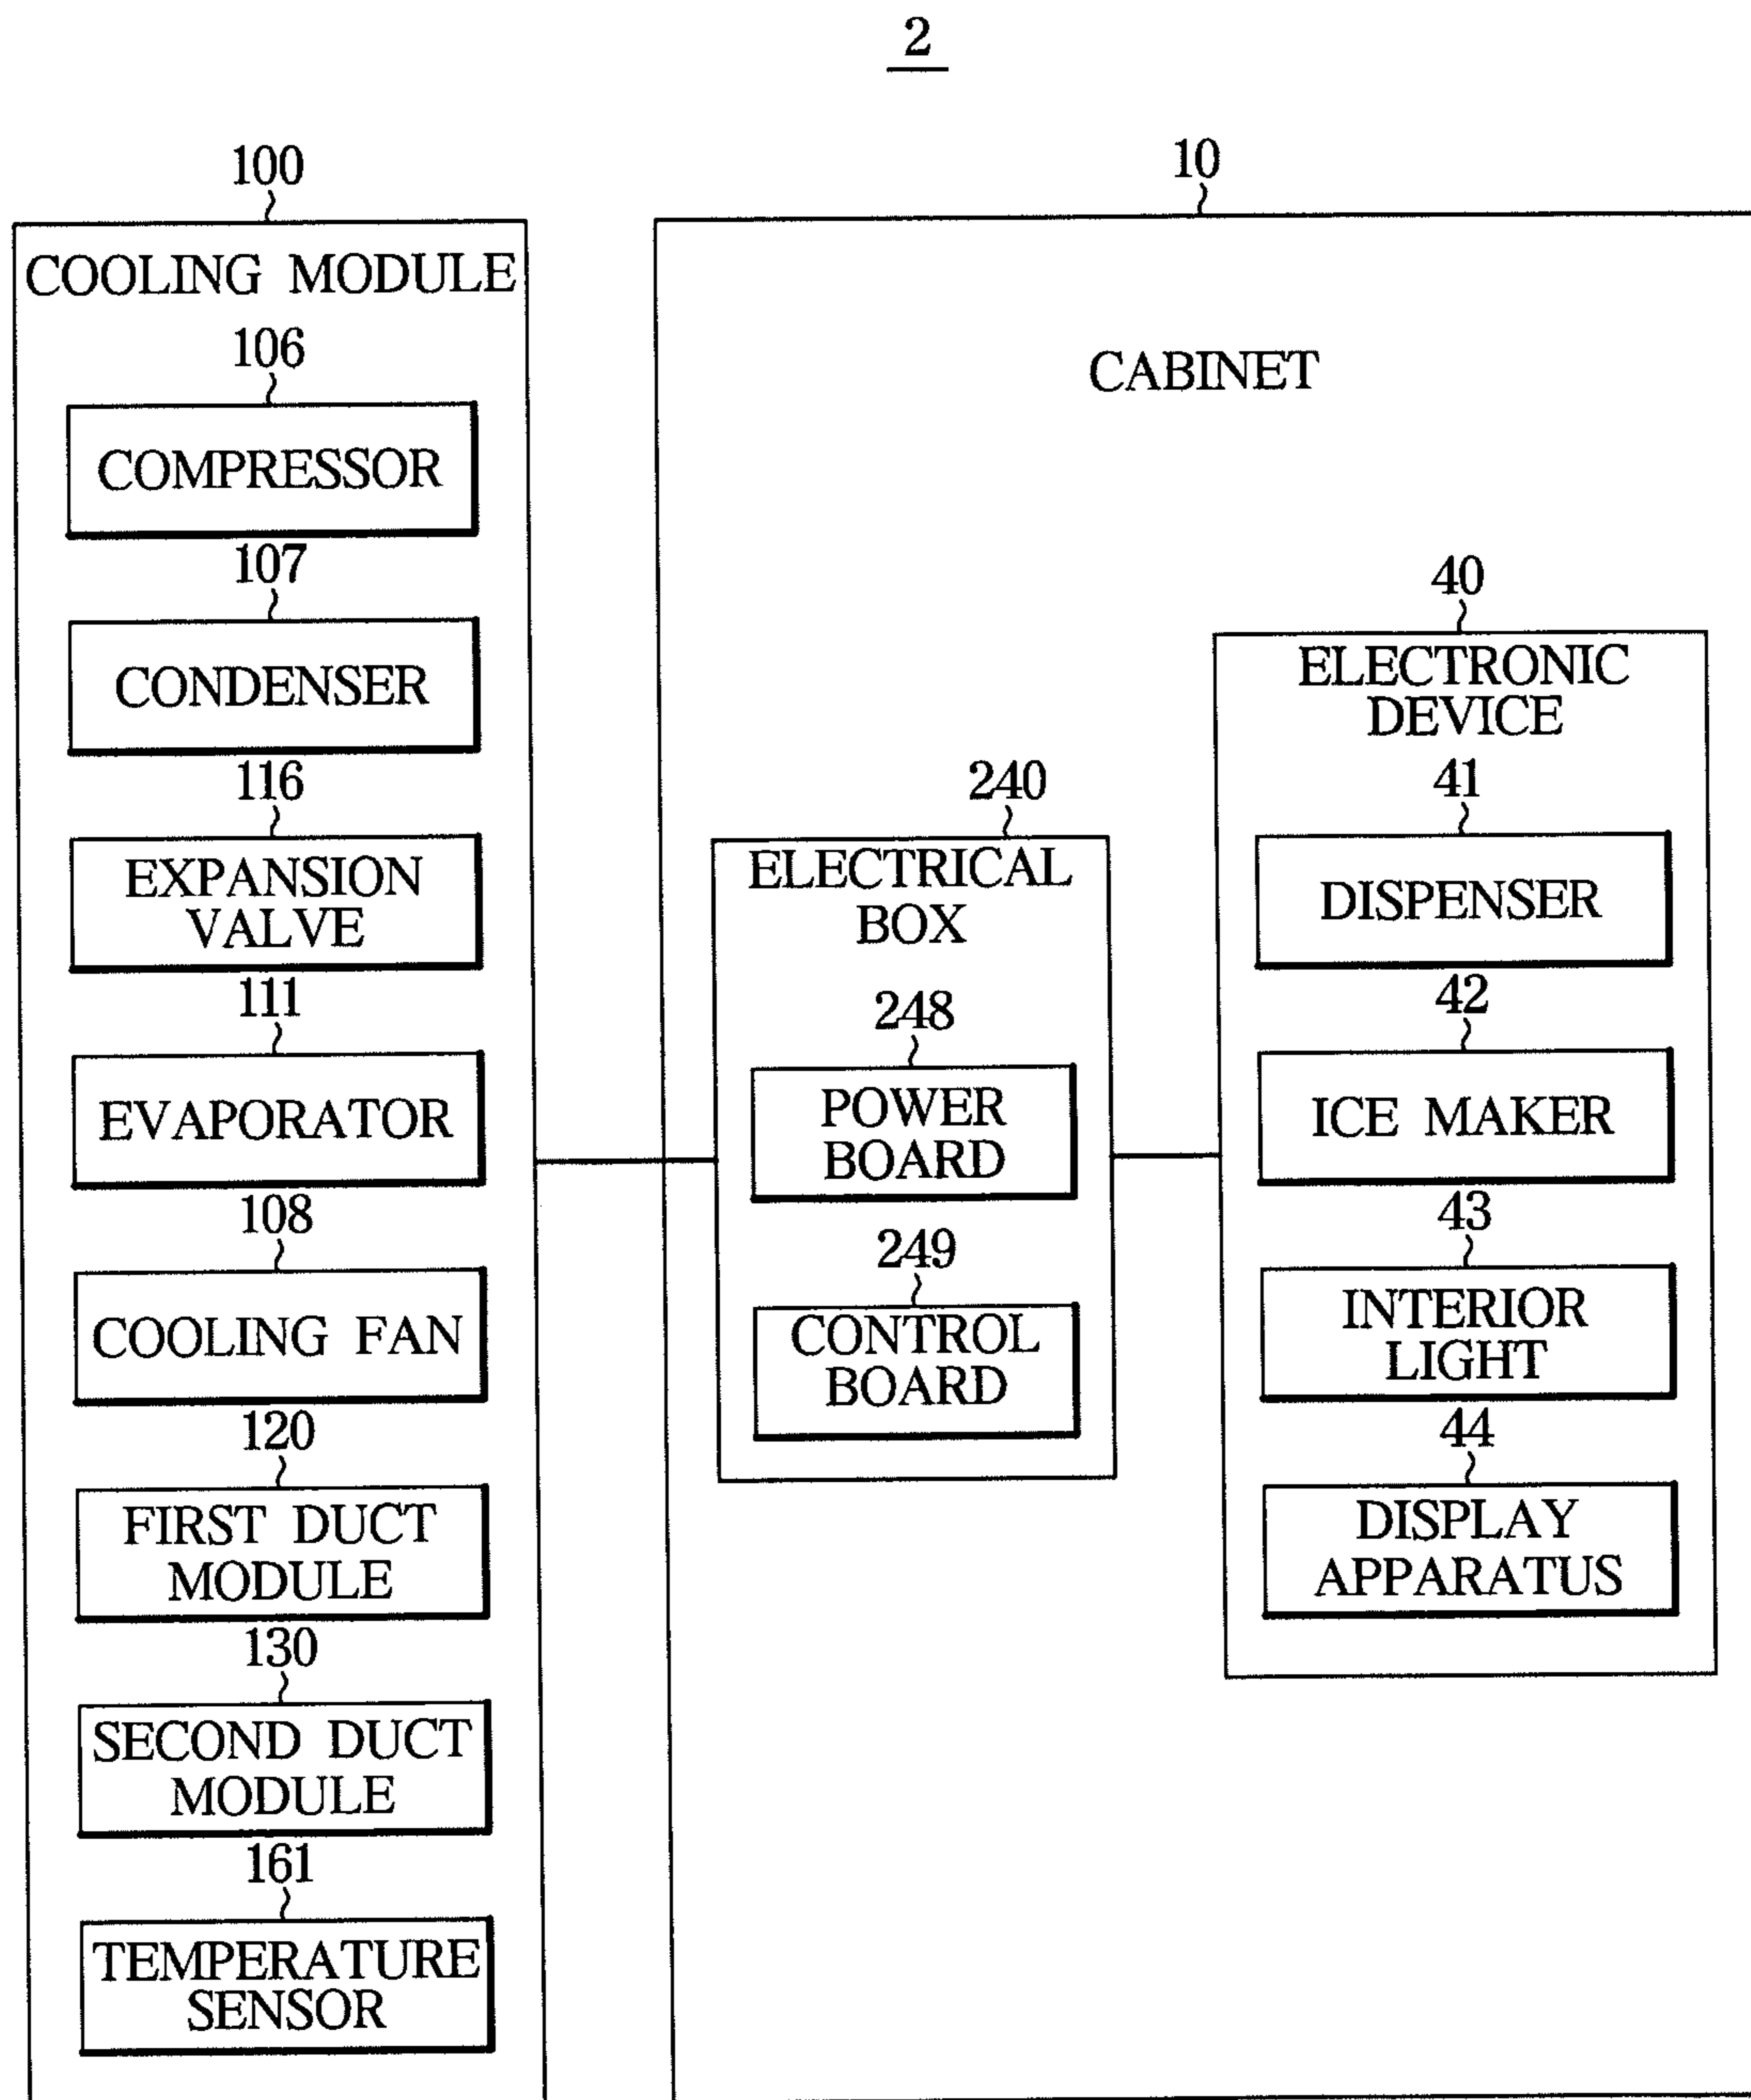 2
100
COOLING MODULE
106
COMPRESSOR
107
CONDENSER
116
EXPANSION
VALVE
111
EVAPORATOR
108
COOLING FAN
120
FIRST DUCT
MODULE
130
SECOND DUCT
MODULE
161
TEMPERATURE
SENSOR
10
CABINET
240
ELECTRICAL
BOX
248
POWER
BOARD
249
CONTROL
BOARD
40
ELECTRONIC
DEVICE
41
DISPENSER
42
ICE MAKER
43
INTERIOR
LIGHT
44
DISPLAY
APPARATUS